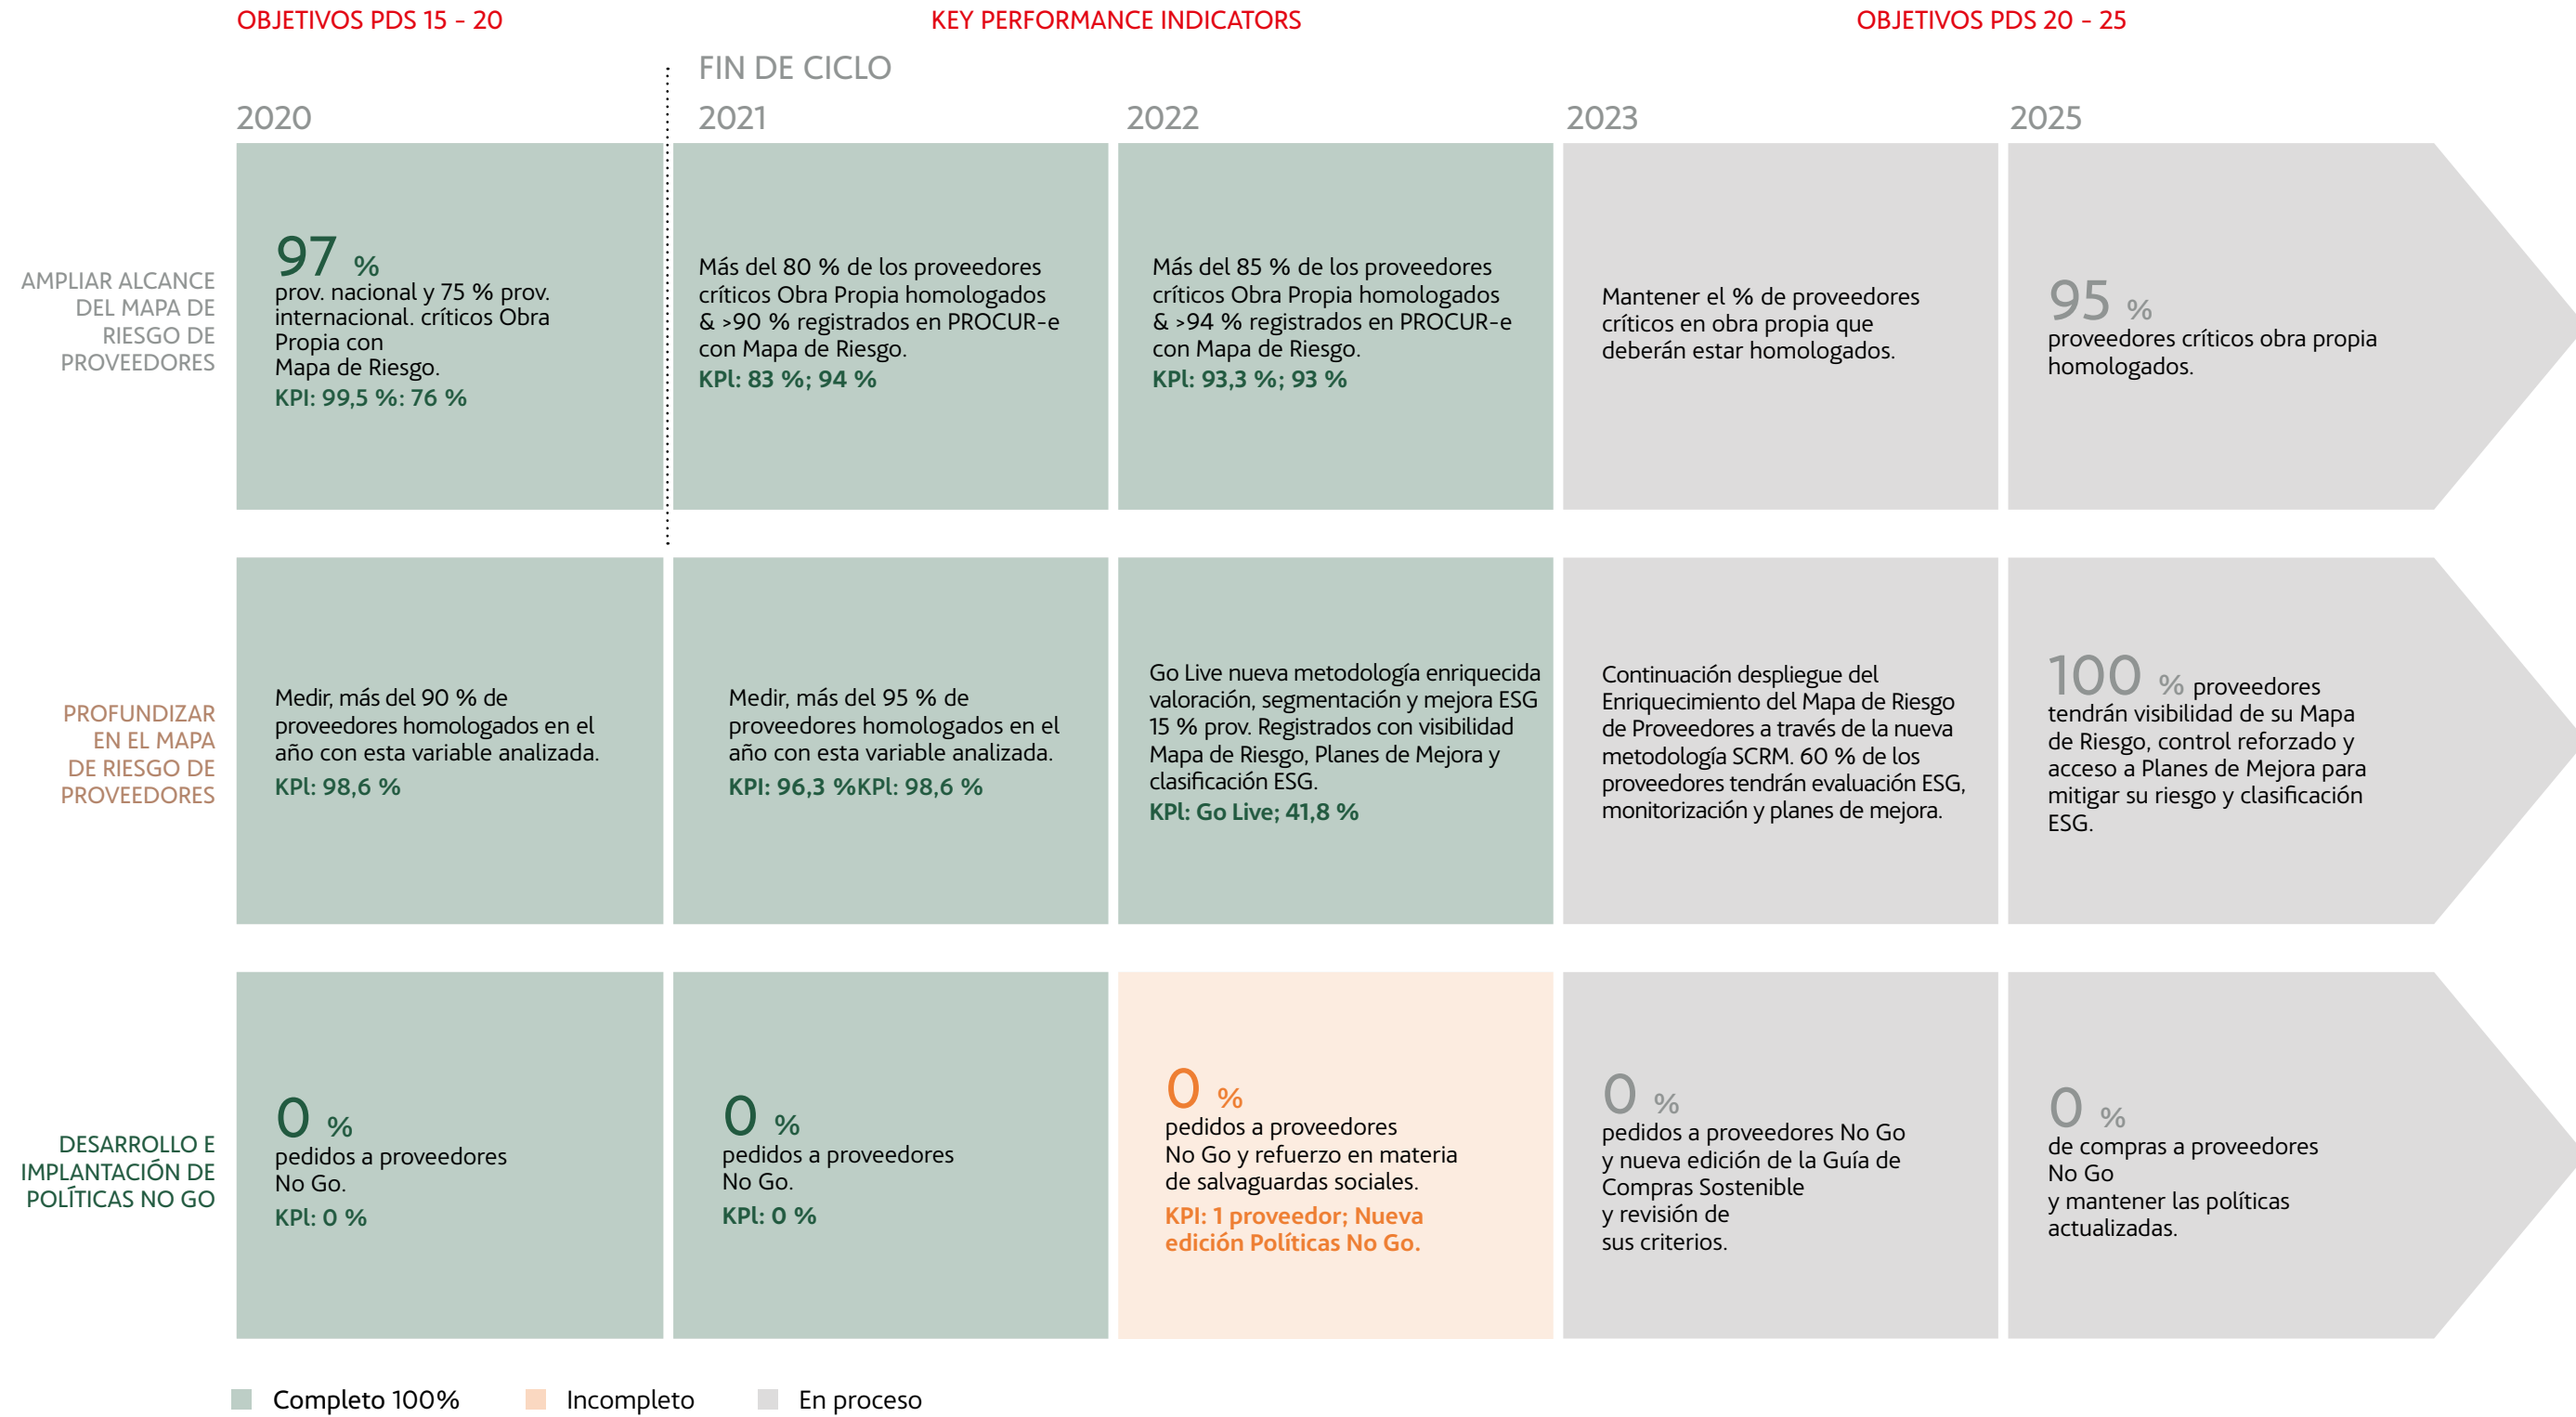 OBJETIVOS PDS 15 - 20
KEY PERFORMANCE INDICATORS
OBJETIVOS PDS 20 - 25
FIN DE CICLO
2020
2021
2022
2023
2025
AMPLIAR ALCANCE
DEL MAPA DE
RIESGO DE
PROVEEDORES
97 %
prov. nacional y 75 % prov.
internacional. críticos Obra
Propia con
Mapa de Riesgo.
KPI: 99,5 %: 76 %
Más del 80 % de los proveedores
críticos Obra Propia homologados
& >90 % registrados en PROCUR-e
con Mapa de Riesgo.
KPl: 83 %; 94 %
Más del 85 % de los proveedores
críticos Obra Propia homologados
& >94 % registrados en PROCUR-e
con Mapa de Riesgo.
KPl: 93,3 %; 93 %
Mantener el % de proveedores
críticos en obra propia que
deberán estar homologados.
95 %
proveedores críticos obra propia
homologados.
PROFUNDIZAR
EN EL MAPA
DE RIESGO DE
PROVEEDORES
Medir, más del 90 % de
proveedores homologados en el
año con esta variable analizada.
KPl: 98,6 %
Medir, más del 95 % de
proveedores homologados en el
año con esta variable analizada.
KPI: 96,3 %KPl: 98,6 %
Go Live nueva metodología enriquecida
valoración, segmentación y mejora ESG
15 % prov. Registrados con visibilidad
Mapa de Riesgo, Planes de Mejora y
clasificación ESG.
KPl: Go Live; 41,8 %
Continuación despliegue del
Enriquecimiento del Mapa de Riesgo
de Proveedores a través de la nueva
metodología SCRM. 60 % de los
proveedores tendrán evaluación ESG,
monitorización y planes de mejora.
100 % proveedores
tendrán visibilidad de su Mapa
de Riesgo, control reforzado y
acceso a Planes de Mejora para
mitigar su riesgo y clasificación
ESG.
DESARROLLO E
IMPLANTACIÓN DE
POLÍTICAS NO GO
0 %
pedidos a proveedores
No Go.
KPl: 0 %
0 %
pedidos a proveedores
No Go.
KPl: 0 %
0 %
pedidos a proveedores
No Go y refuerzo en materia
de salvaguardas sociales.
KPI: 1 proveedor; Nueva
edición Políticas No Go.
0 %
pedidos a proveedores No Go
y nueva edición de la Guía de
Compras Sostenible
y revisión de
sus criterios.
0 %
de compras a proveedores
No Go
y mantener las políticas
actualizadas.
Completo 100%
Incompleto
En proceso